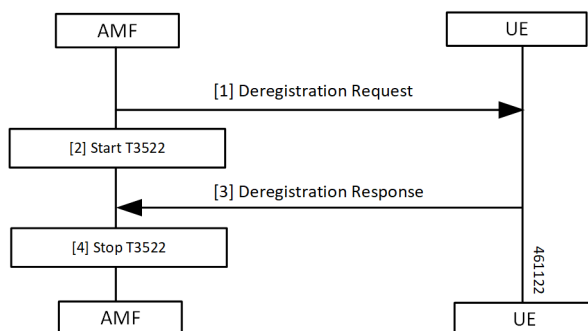 AMF
UE
[1] Deregistration Request
[2] Start T3522
[3] Deregistration Response
[4] Stop T3522
461122
AMF
UE